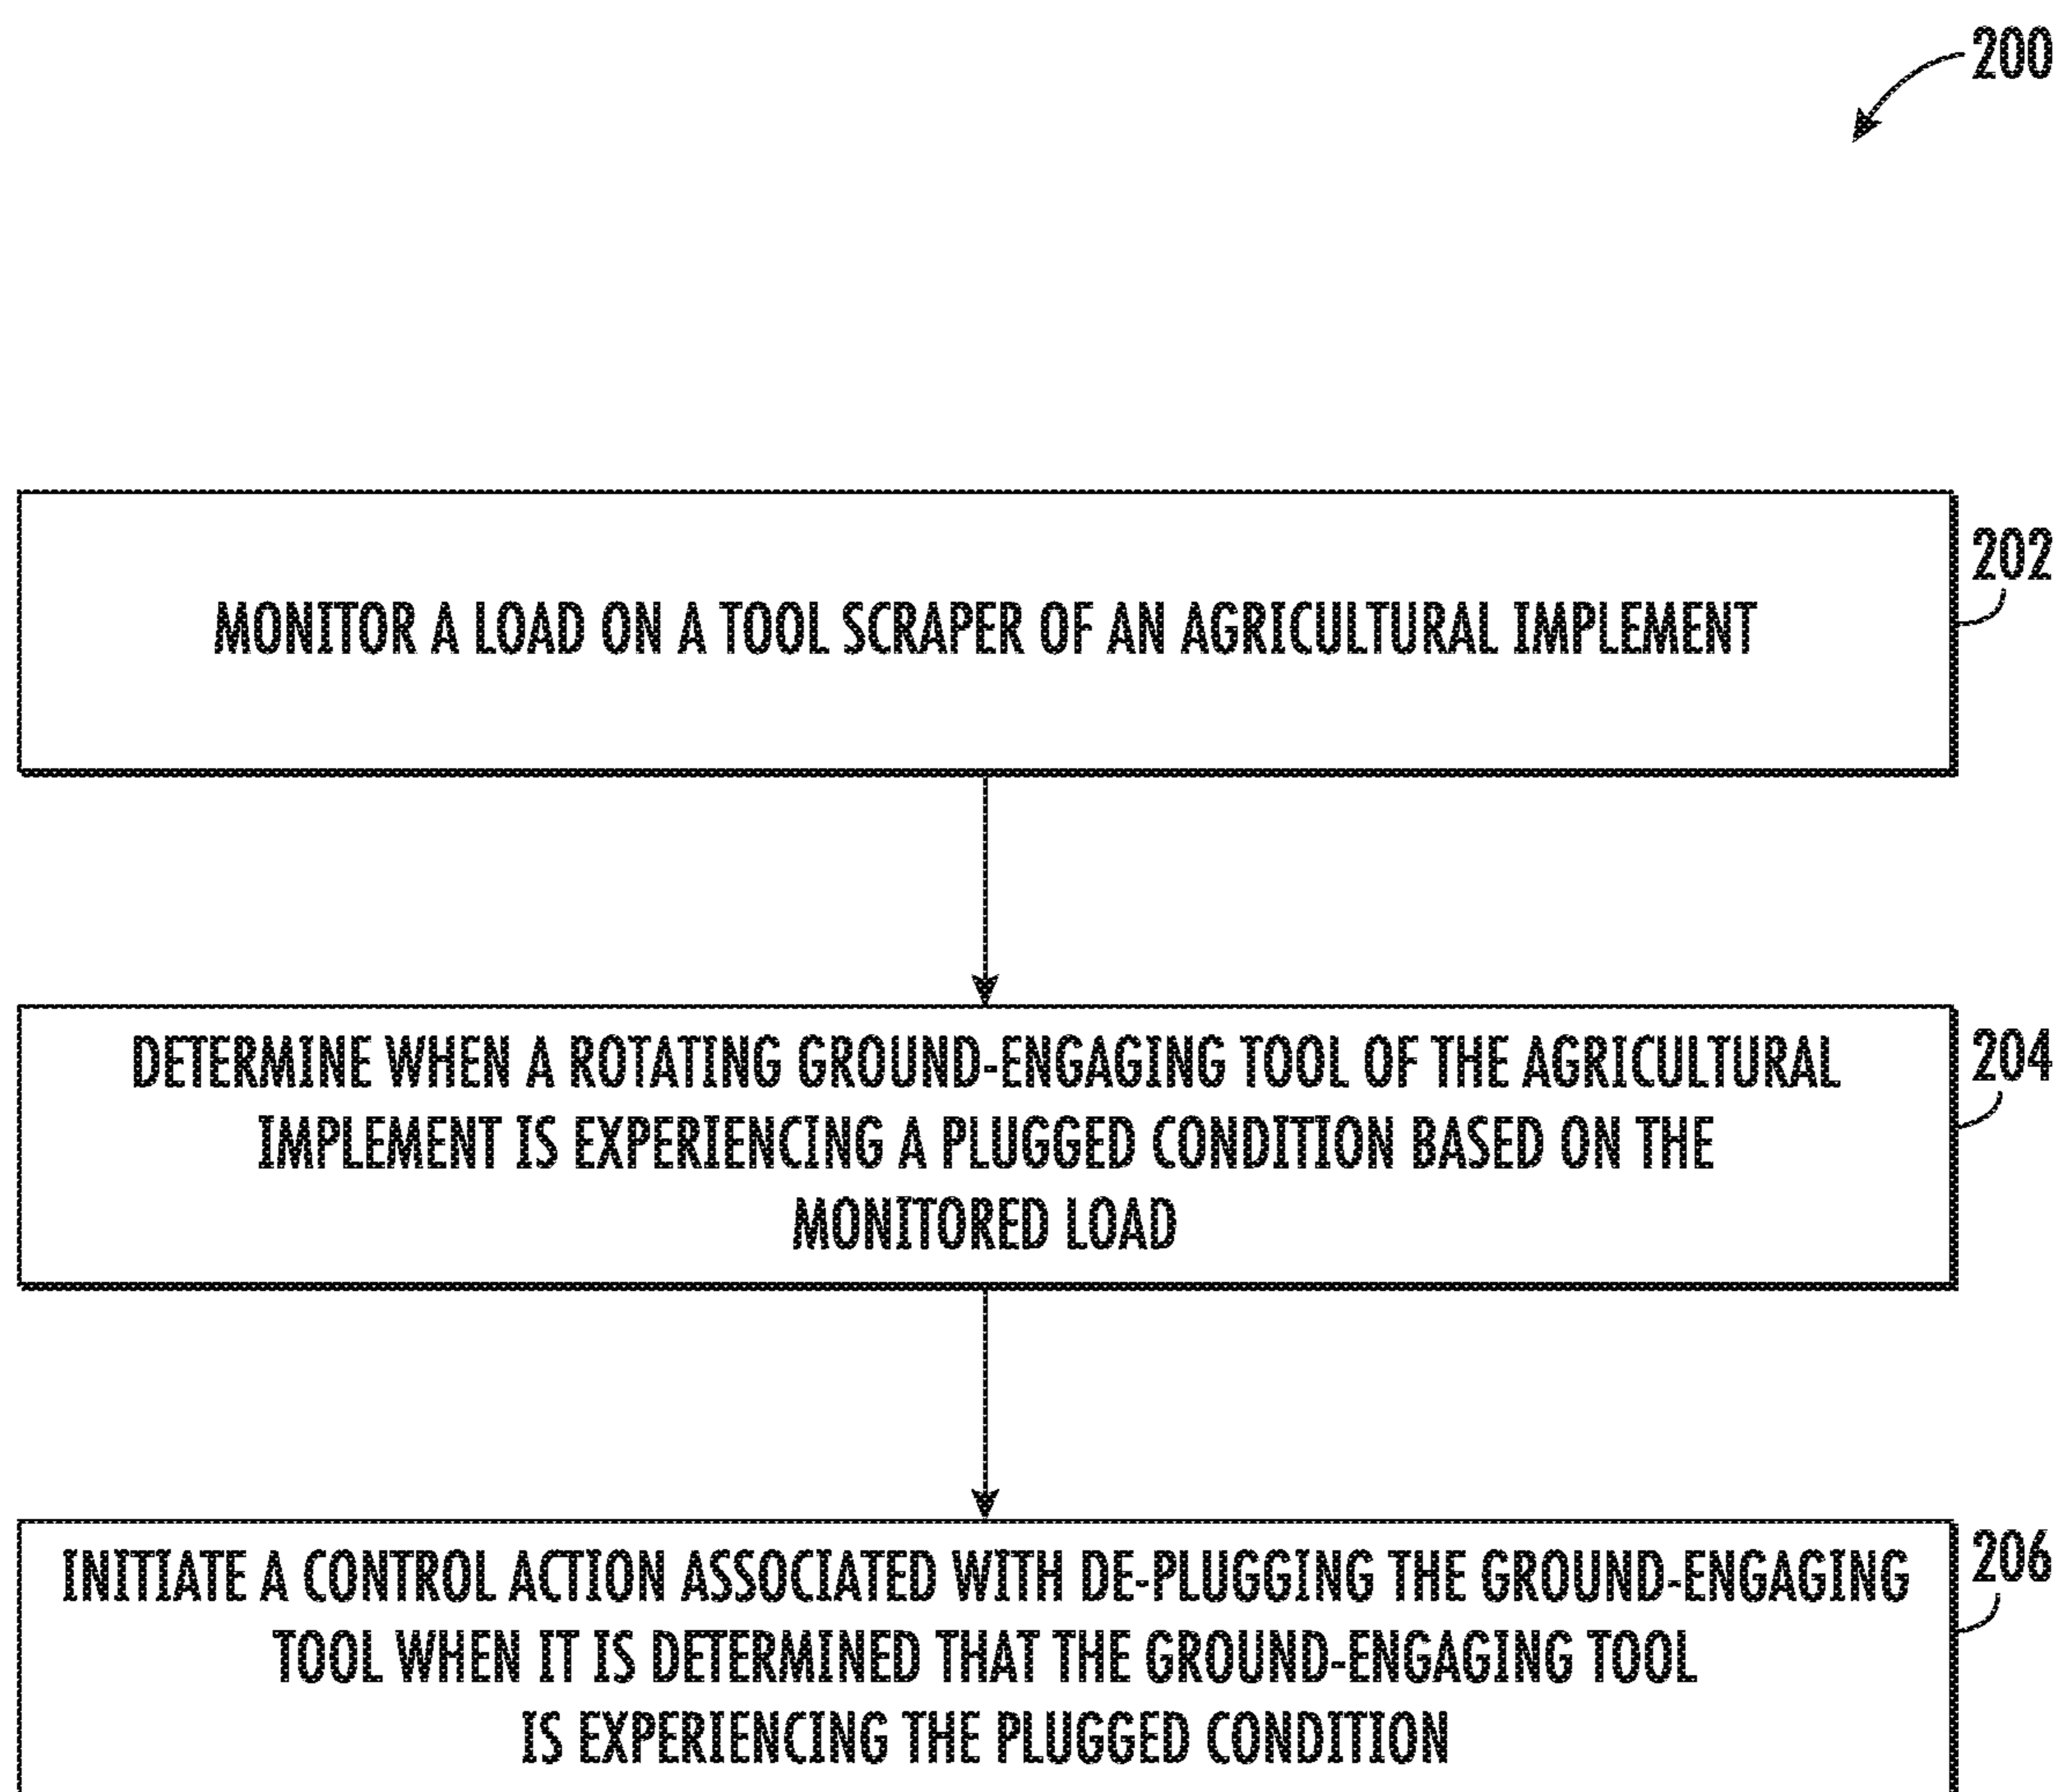 200
202
MONITOR A LOAD ON A TOOL SCRAPER OF AN AGRICULTURAL IMPLEMENT
204
DETERMINE WHEN A ROTATING GROUND-ENGAGING TOOL OF THE AGRICULTURAL
IMPLEMENT IS EXPERIENCING A PLUGGED CONDITION BASED ON THE
MONITORED LOAD
206
INITIATE A CONTROL ACTION ASSOCIATED WITH DE-PLUGGING THE GROUND-ENGAGING
TOOL WHEN IT IS DETERMINED THAT THE GROUND-ENGAGING TOOL
IS EXPERIENCING THE PLUGGED CONDITION